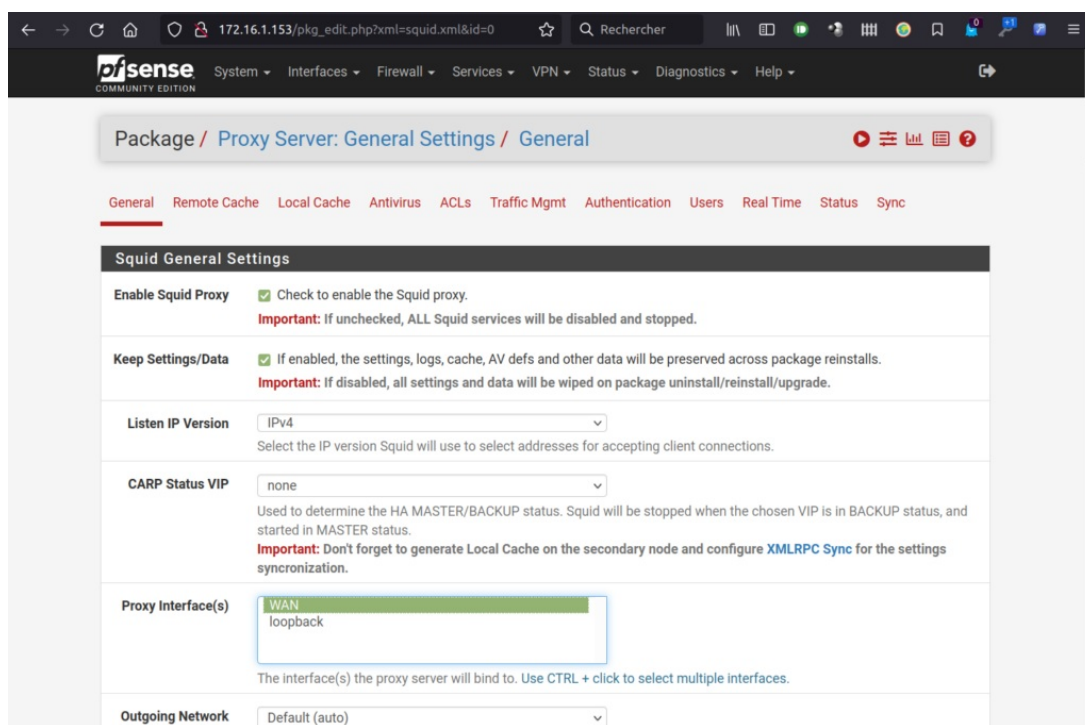 172.16.1.153/pkg_edit.php?xml=squid.xml&id=0
Rechercher
0
+1
pfsense
COMMUNITY EDITION
System Interfaces Firewall Services VPN Status Diagnostics Help
Package / Proxy Server: General Settings / General
General Remote Cache Local Cache Antivirus ACLs Traffic Mgmt Authentication Users Real Time Status Sync
Squid General Settings
Enable Squid Proxy Check to enable the Squid proxy.
Important: If unchecked, ALL Squid services will be disabled and stopped.
Keep Settings/Data If enabled, the settings, logs, cache, AV defs and other data will be preserved across package reinstalls.
Important: If disabled, all settings and data will be wiped on package uninstall/reinstall/upgrade.
Listen IP Version IPv4
Select the IP version Squid will use to select addresses for accepting client connections.
CARP Status VIP none
Used to determine the HA MASTER/BACKUP status. Squid will be stopped when the chosen VIP is in BACKUP status, and
started in MASTER status.
Important: Don't forget to generate Local Cache on the secondary node and configure XMLRPC Sync for the settings
syncronization.
Proxy Interface(s) WAN
loopback
The interface(s) the proxy server will bind to. Use CTRL + click to select multiple interfaces.
Outgoing Network Default (auto)